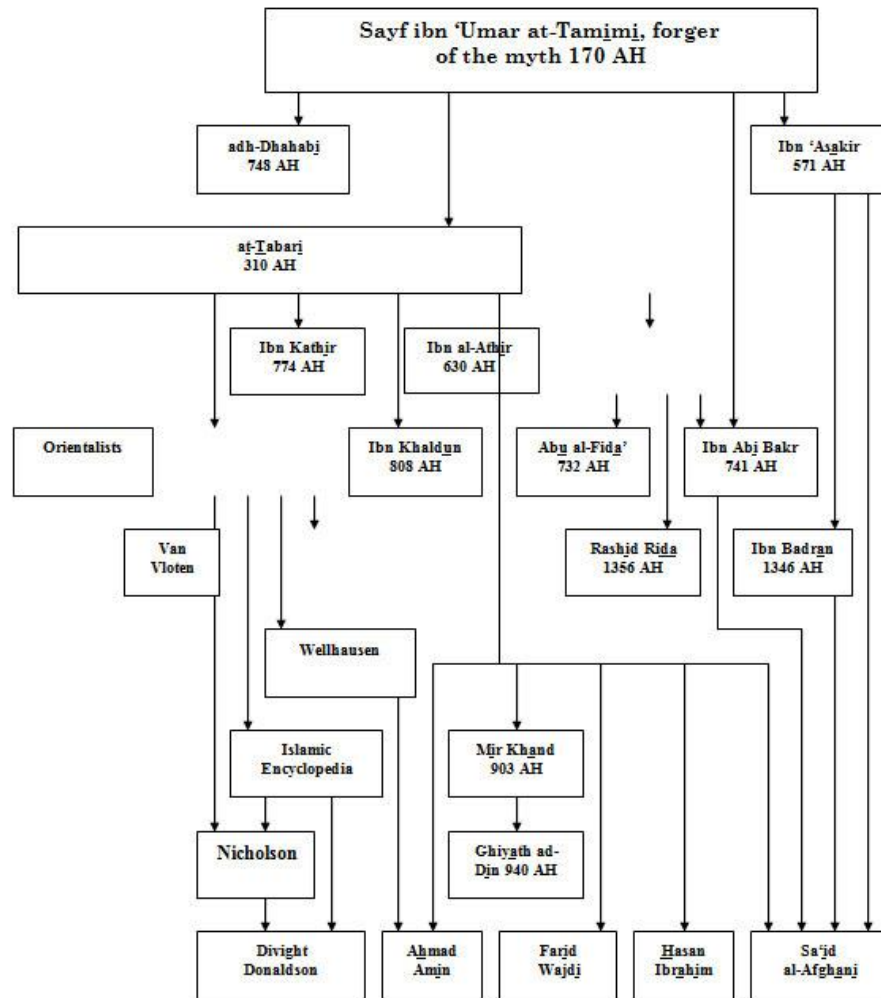 Sayf ibn ‘Umar at-Tamimi, forger
of the myth 170 AH
adh-Dhahabi
748 AH
Ibn ‘Asakir
571 AH
at-Tabari
310 AH
Ibn Kathir
774 AH
Ibn al-Athir
630 AH
Orientalists
Ibn Khaldun
808 AH
Abu al-Fida’
732 AH
Ibn Abi Bakr
741 AH
Van
Vloten
Rashid Rida
1356 AH
Ibn Badran
1346 AH
Wellhausen
Islamic
Encyclopedia
Mir Khand
903 AH
Nicholson
Ghiyath ad-
Din 940 AH
Divight
Donaldson
Ahmad
Amin
Farid
Wajdi
Hasan
Ibrahim
Sa‘id
al-Afghani